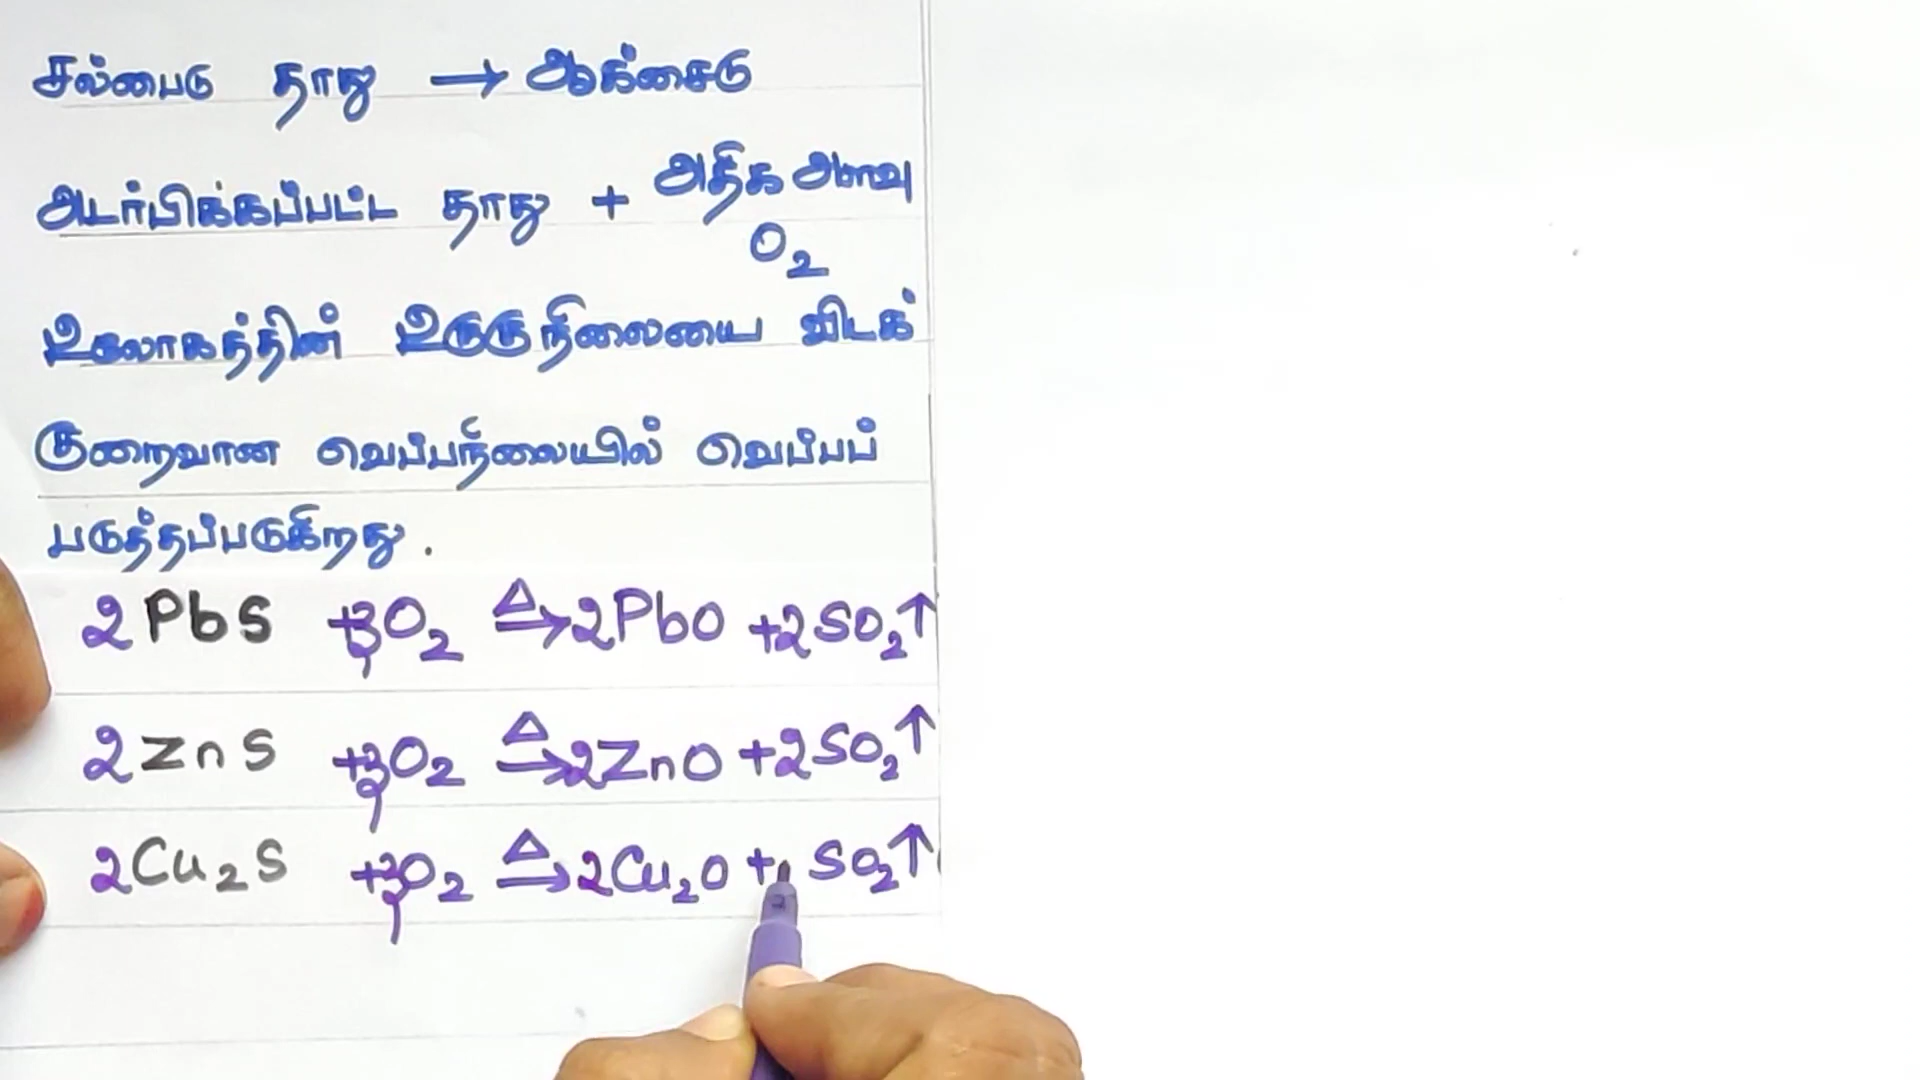 சல்பைடு தாது → ஆக்சைடு
அடர்பிக்கப்பட்ட தாது + அதிக அளவு O₂
உலோகத்தின் உருகுநிலையை விடக்
குறைவான வெப்பநிலையில் வெப்பப்
படுத்தப்படுகிறது.
2PbS +3O₂ △→ 2PbO +2SO₂↑
2ZnS +3O₂ △→ 2ZnO +2SO₂↑
2Cu₂S +3O₂ △→ 2Cu₂O + SO₂↑